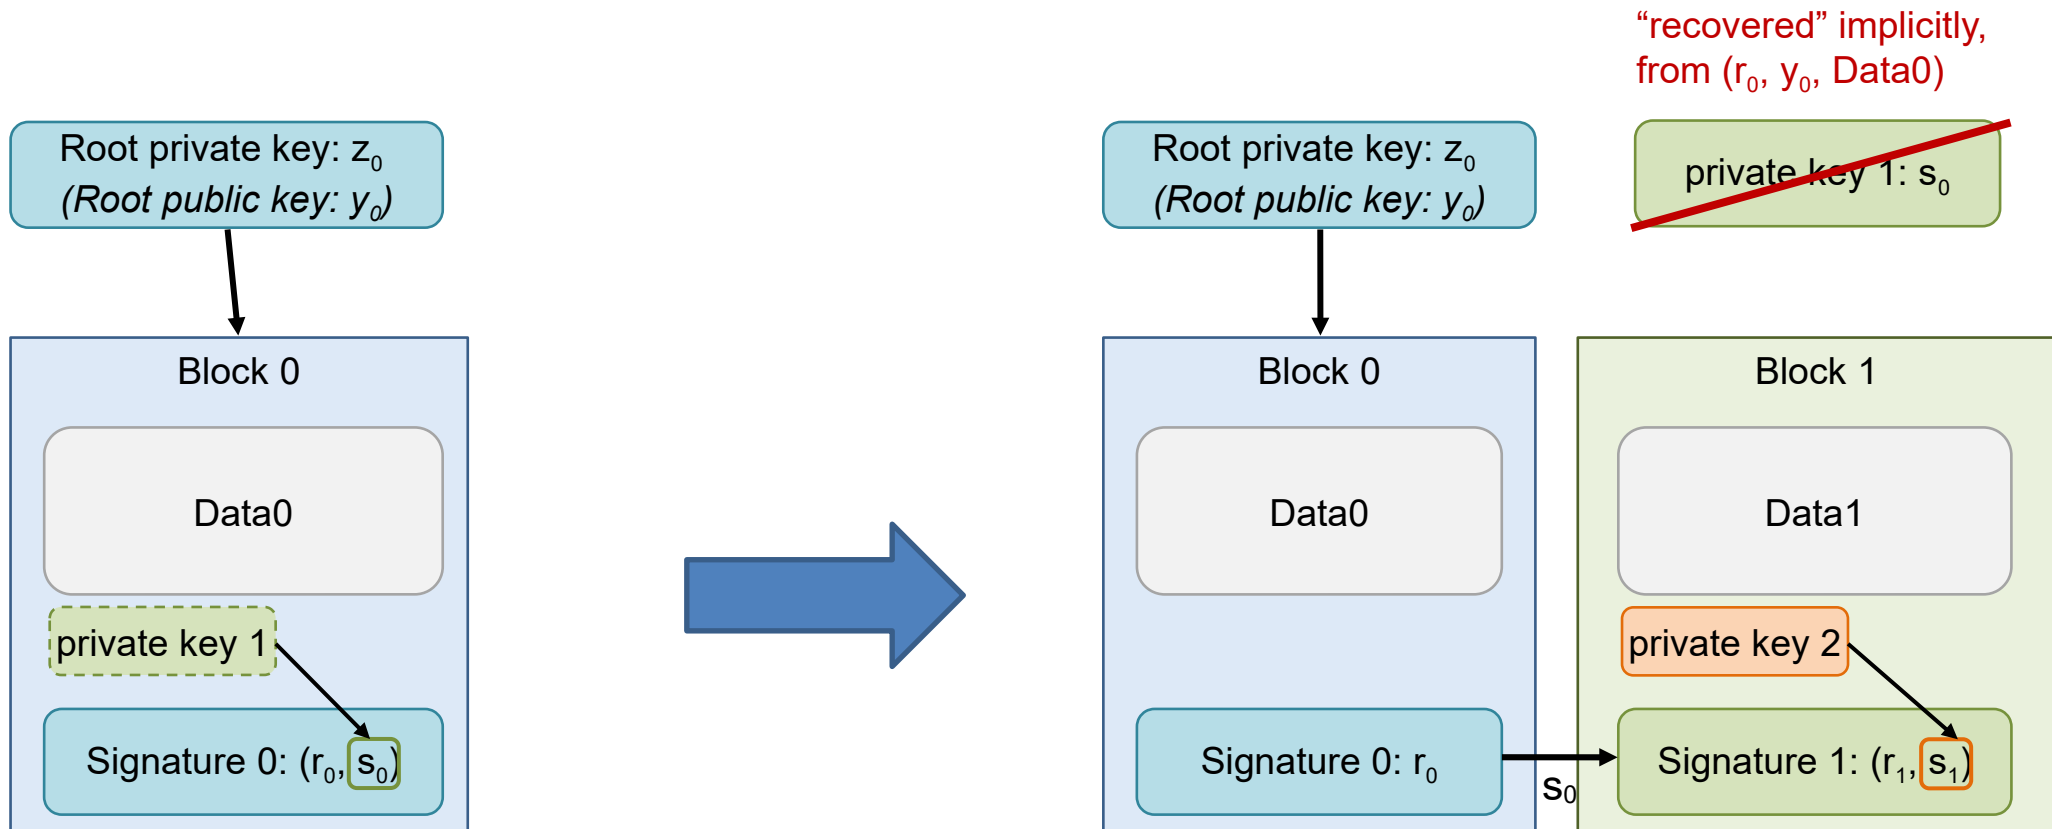 “recovered” implicitly,
from (r₀, y₀, Data0)
Root private key: z₀
(Root public key: y₀)
Root private key: z₀
(Root public key: y₀)
private key 1: s₀
Block 0
Data0
private key 1
Signature 0: (r₀, s₀)
Block 0
Data0
Signature 0: r₀
s₀
Block 1
Data1
private key 2
Signature 1: (r₁, s₁)